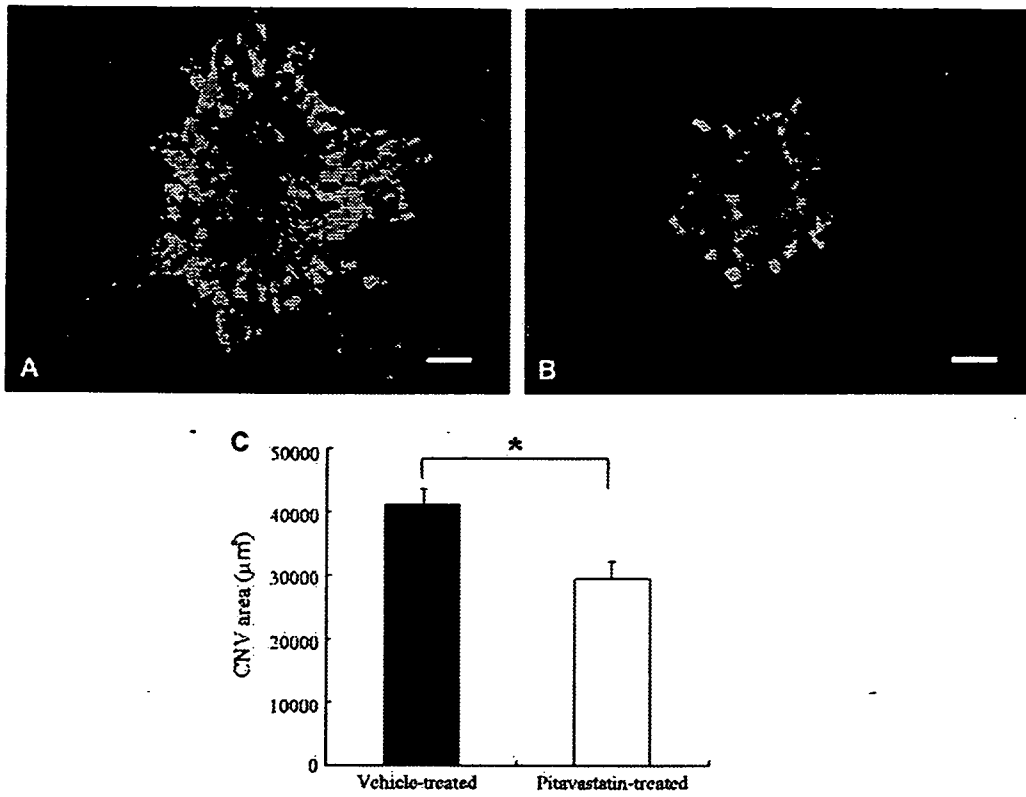 A
B
C
*
CNV area (μm²)
50000
40000
30000
20000
10000
0
Vehicle-treated
Pitavastatin-treated